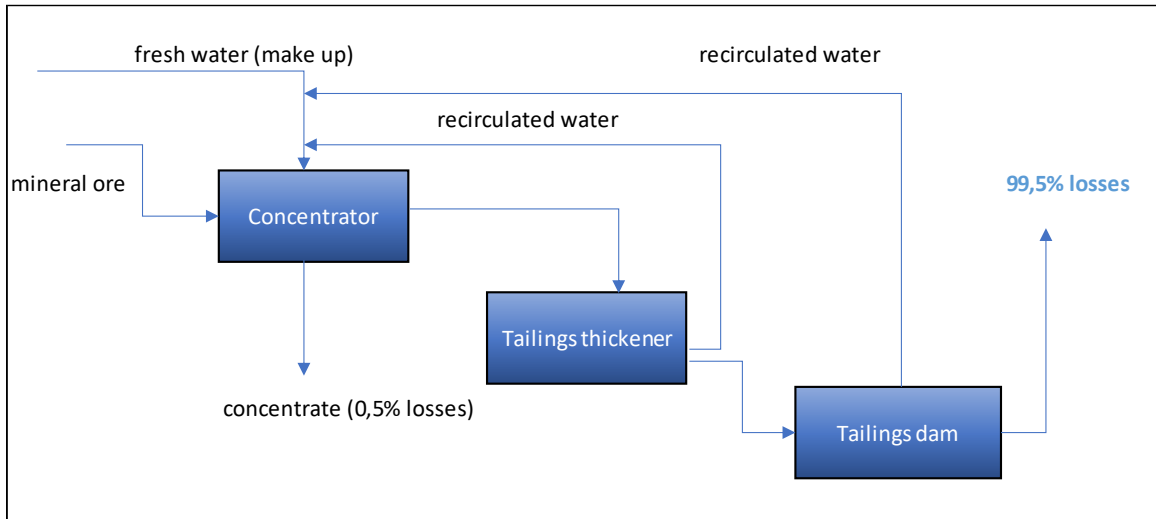 fresh water (make up)
recirculated water
recirculated water
mineral ore
99,5% losses
Concentrator
Tailings thickener
concentrate (0,5% losses)
Tailings dam